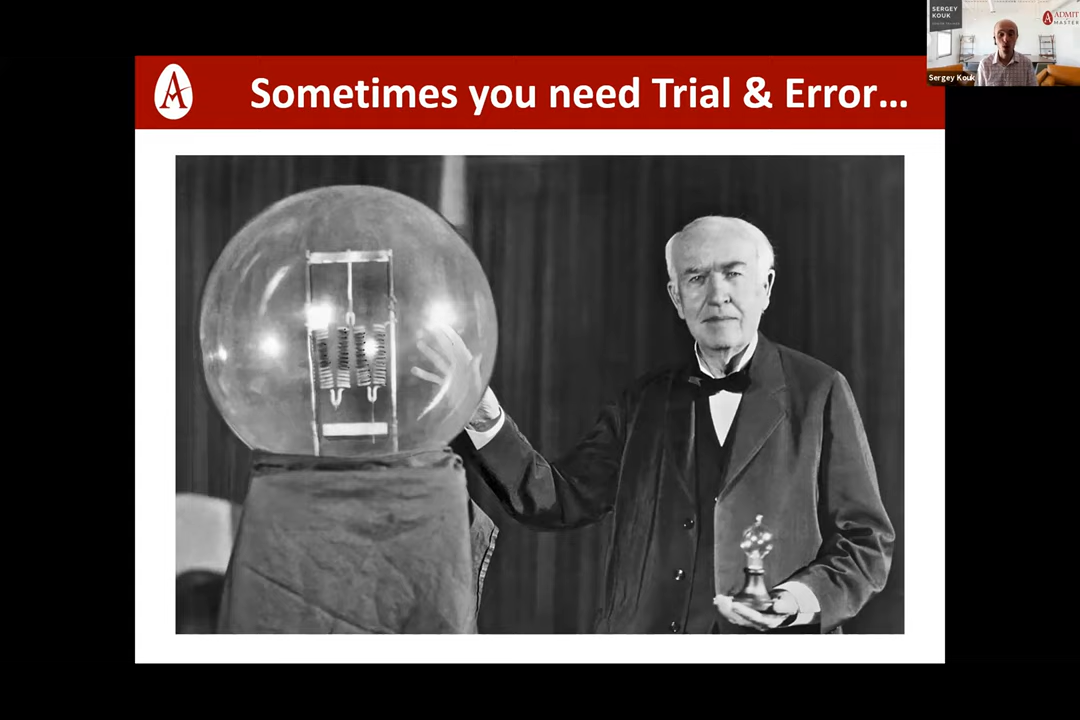 Sometimes you need Trial & Error…
SERGEY
KOUK
ADMIT
MASTER
Sergey Kouk